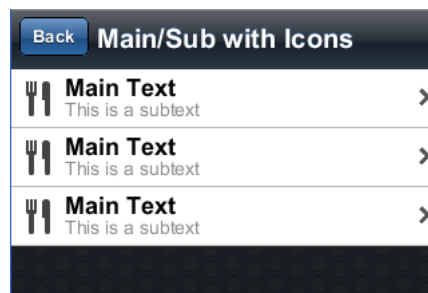 Back
Main/Sub with Icons
Main Text
This is a subtext
Main Text
This is a subtext
Main Text
This is a subtext